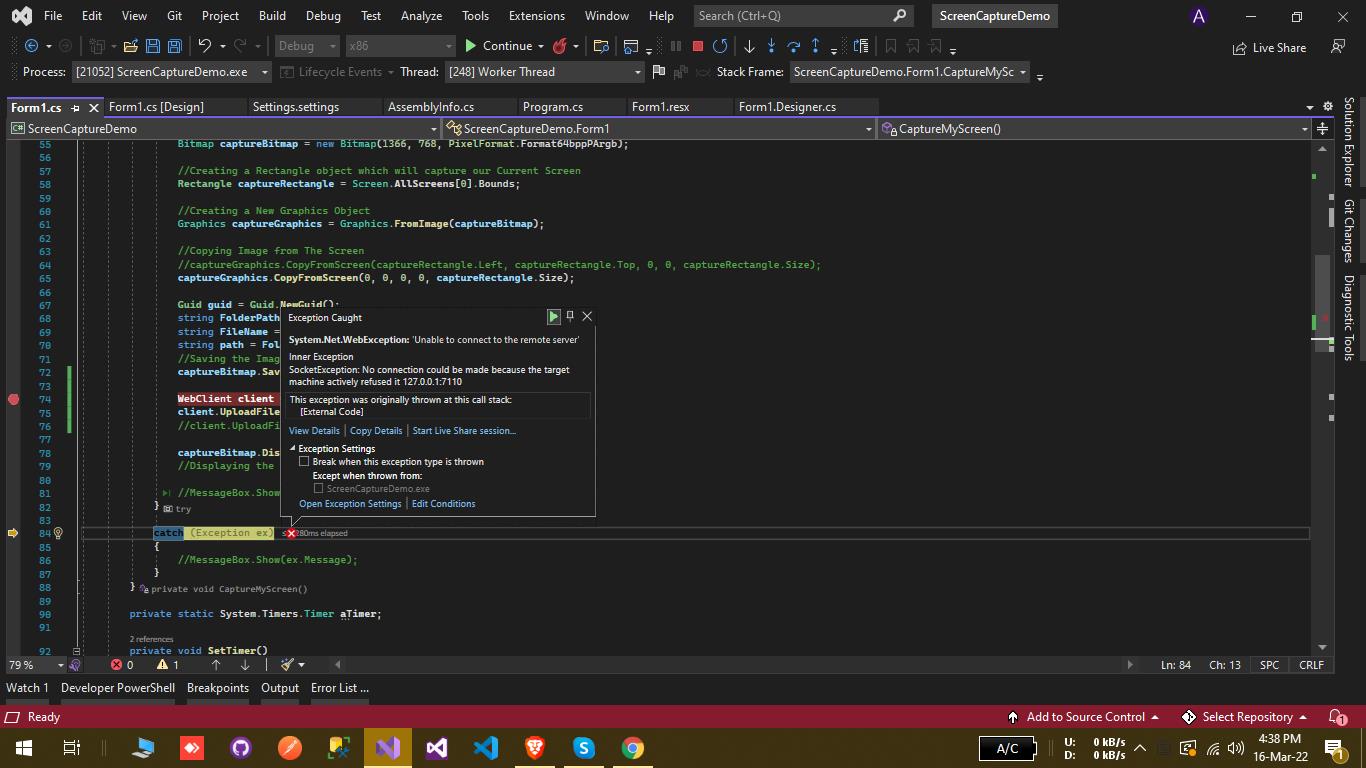 File Edit View Git Project Build Debug Test Analyze Tools Extensions Window Help Search (Ctrl+Q) ScreenCaptureDemo A
Debug x86 Continue Live Share
Process: [21052] ScreenCaptureDemo.exe Lifecycle Events Thread: [248] Worker Thread Stack Frame: ScreenCaptureDemo.Form1.CaptureMySc
Form1.cs Form1.cs [Design] Settings.settings AssemblyInfo.cs Program.cs Form1.resx Form1.Designer.cs
C# ScreenCaptureDemo ScreenCaptureDemo.Form1 CaptureMyScreen()
55 Bitmap captureBitmap = new Bitmap(1366, 768, PixelFormat.Format64bppPArgb);
56
57 //Creating a Rectangle object which will capture our Current Screen
58 Rectangle captureRectangle = Screen.AllScreens[0].Bounds;
59
60 //Creating a New Graphics Object
61 Graphics captureGraphics = Graphics.FromImage(captureBitmap);
62
63 //Copying Image from The Screen
64 //captureGraphics.CopyFromScreen(captureRectangle.Left, captureRectangle.Top, 0, 0, captureRectangle.Size);
65 captureGraphics.CopyFromScreen(0, 0, 0, 0, captureRectangle.Size);
66
67 Guid guid = Guid.NewGuid();
68 string FolderPath
69 string FileName =
70 string path = Fol
71 //Saving the Imag
72 captureBitmap.Sav
73
74 WebClient client
75 client.UploadFile
76 //client.UploadFi
77
78 captureBitmap.Dis
79 //Displaying the
80
81 //MessageBox.Show
82 } try
83
84 catch (Exception ex) 280ms elapsed
85 {
86 //MessageBox.Show(ex.Message);
87 }
88 } private void CaptureMyScreen()
89
90 private static System.Timers.Timer aTimer;
91
2 references
92 private void SetTimer()
Exception Caught
System.Net.WebException: 'Unable to connect to the remote server'
Inner Exception
SocketException: No connection could be made because the target
machine actively refused it 127.0.0.1:7110
This exception was originally thrown at this call stack:
[External Code]
View Details | Copy Details | Start Live Share session...
Exception Settings
Break when this exception type is thrown
Except when thrown from:
ScreenCaptureDemo.exe
Open Exception Settings | Edit Conditions
Solution Explorer
Git Changes
Diagnostic Tools
79 % 0 1 Ln: 84 Ch: 13 SPC CRLF
Watch 1 Developer PowerShell Breakpoints Output Error List ...
Ready Add to Source Control Select Repository 1
A/C U: 0 kB/s 4:38 PM
D: 0 kB/s 16-Mar-22 1